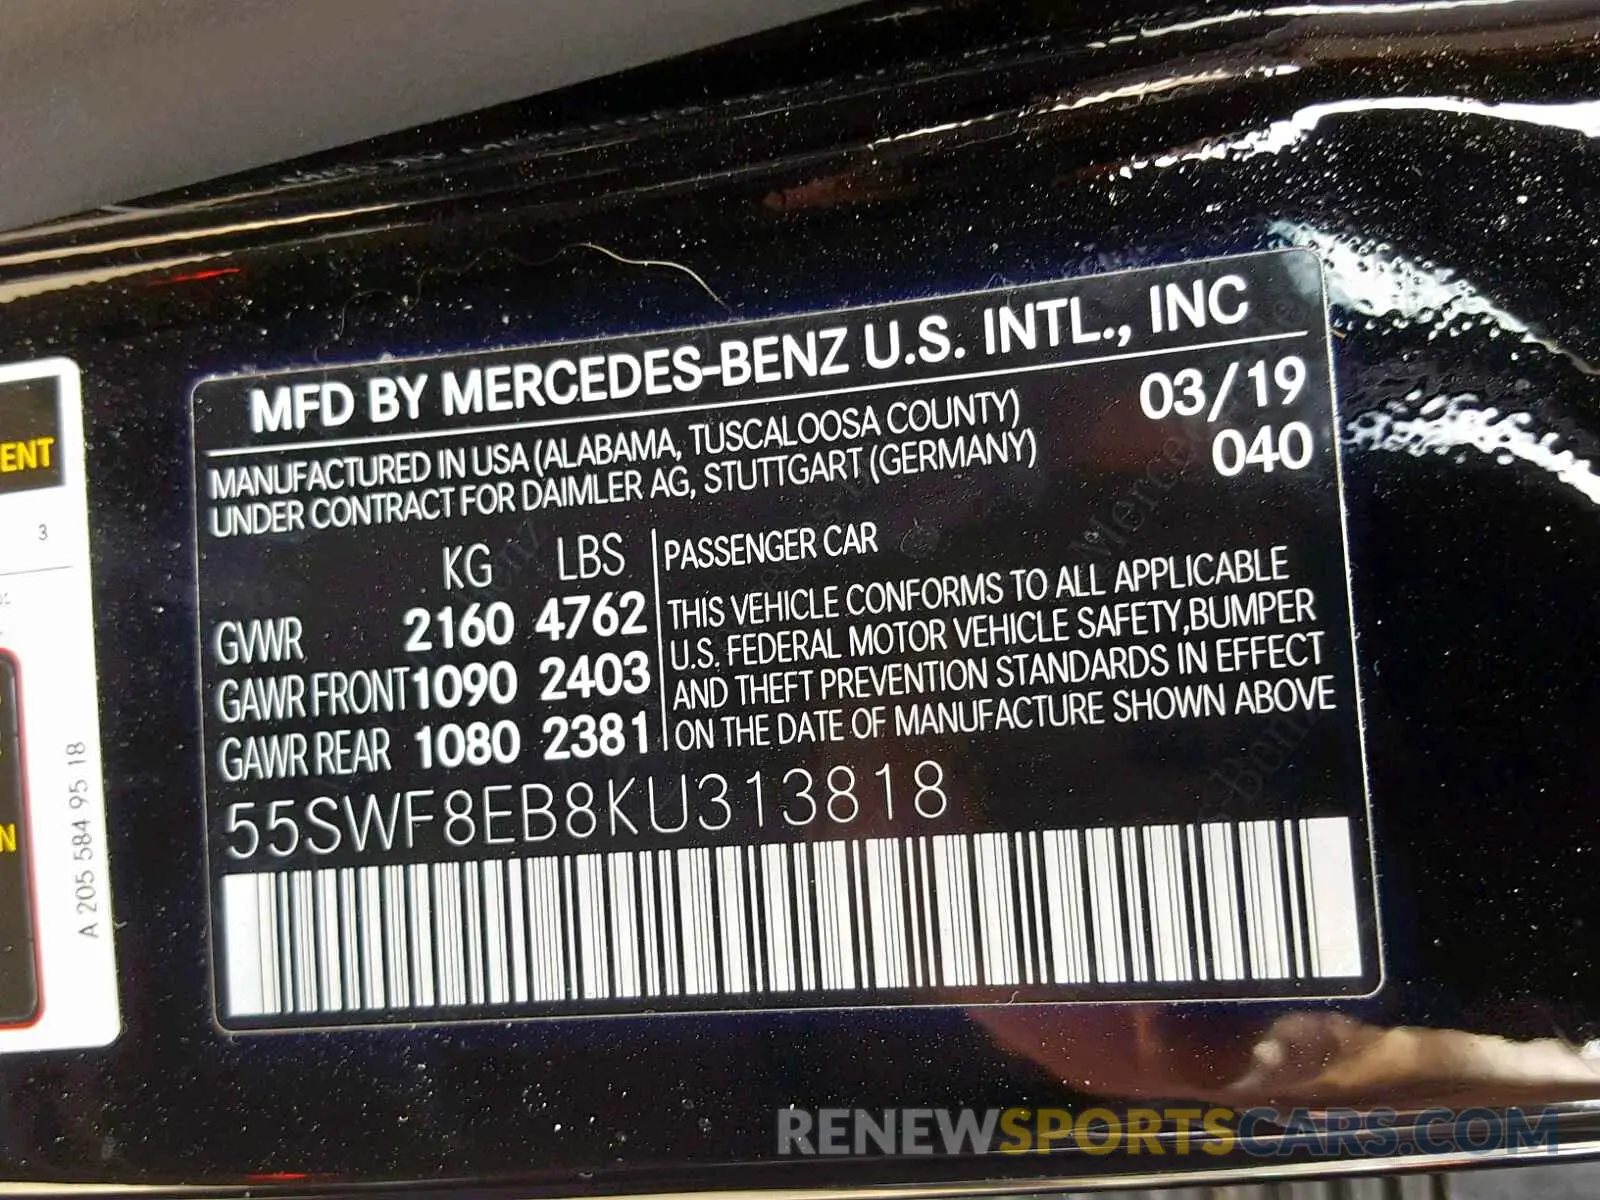 MFD BY MERCEDES-BENZ U.S. INTL., INC
MANUFACTURED IN USA (ALABAMA, TUSCALOOSA COUNTY)
UNDER CONTRACT FOR DAIMLER AG, STUTTGART (GERMANY)
03/19
040
KG LBS
GVWR 2160 4762
GAWR FRONT 1090 2403
GAWR REAR 1080 2381
PASSENGER CAR
THIS VEHICLE CONFORMS TO ALL APPLICABLE
U.S. FEDERAL MOTOR VEHICLE SAFETY,BUMPER
AND THEFT PREVENTION STANDARDS IN EFFECT
ON THE DATE OF MANUFACTURE SHOWN ABOVE
55SWF8EB8KU313818
ENT
3
N
A 205 584 95 18
RENEWSPORTSCARS.COM